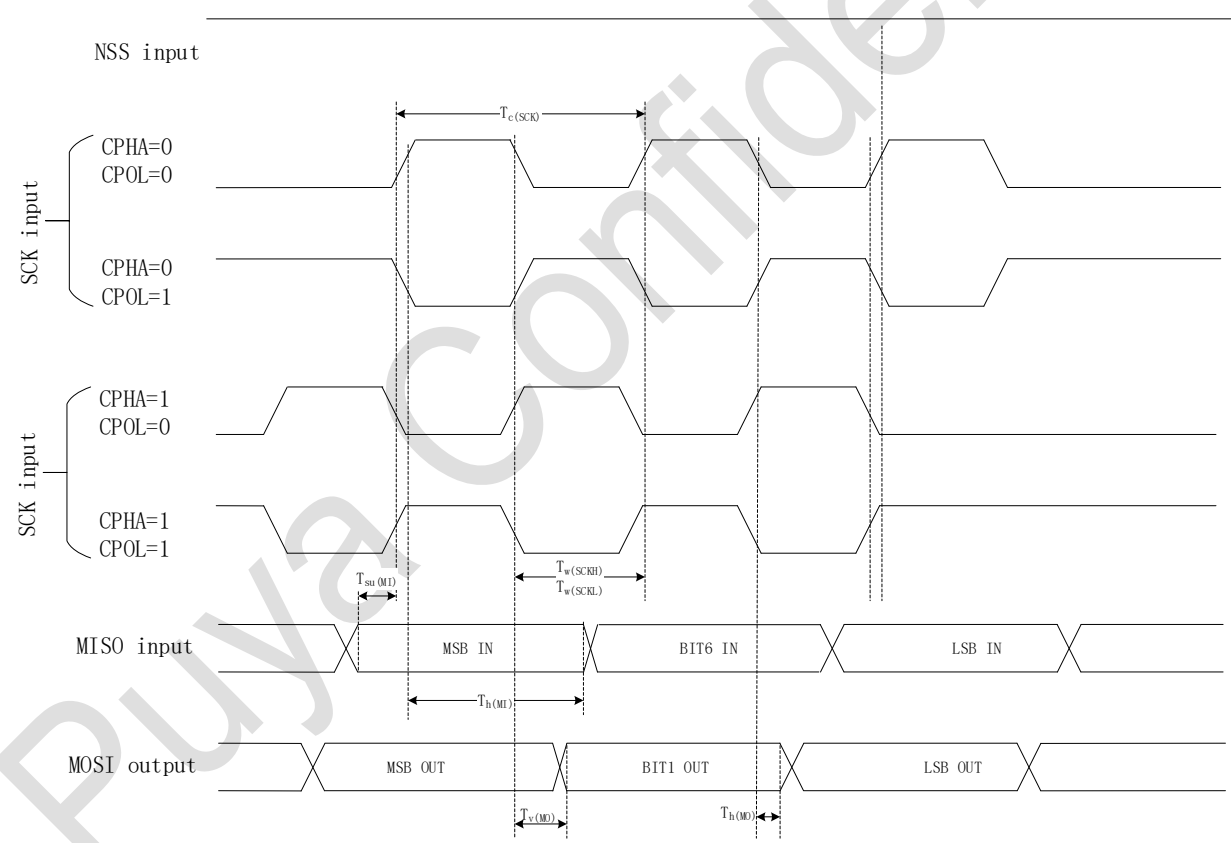 NSS input
Tc(SCK)
SCK input
CPHA=0
CPOL=0
CPHA=0
CPOL=1
SCK input
CPHA=1
CPOL=0
CPHA=1
CPOL=1
Tsu(MI)
Tw(SCKH)
Tw(SCKL)
MISO input
MSB IN
BIT6 IN
LSB IN
Th(MI)
MOSI output
MSB OUT
BIT1 OUT
LSB OUT
Tv(MO)
Th(MO)
Puya Confide